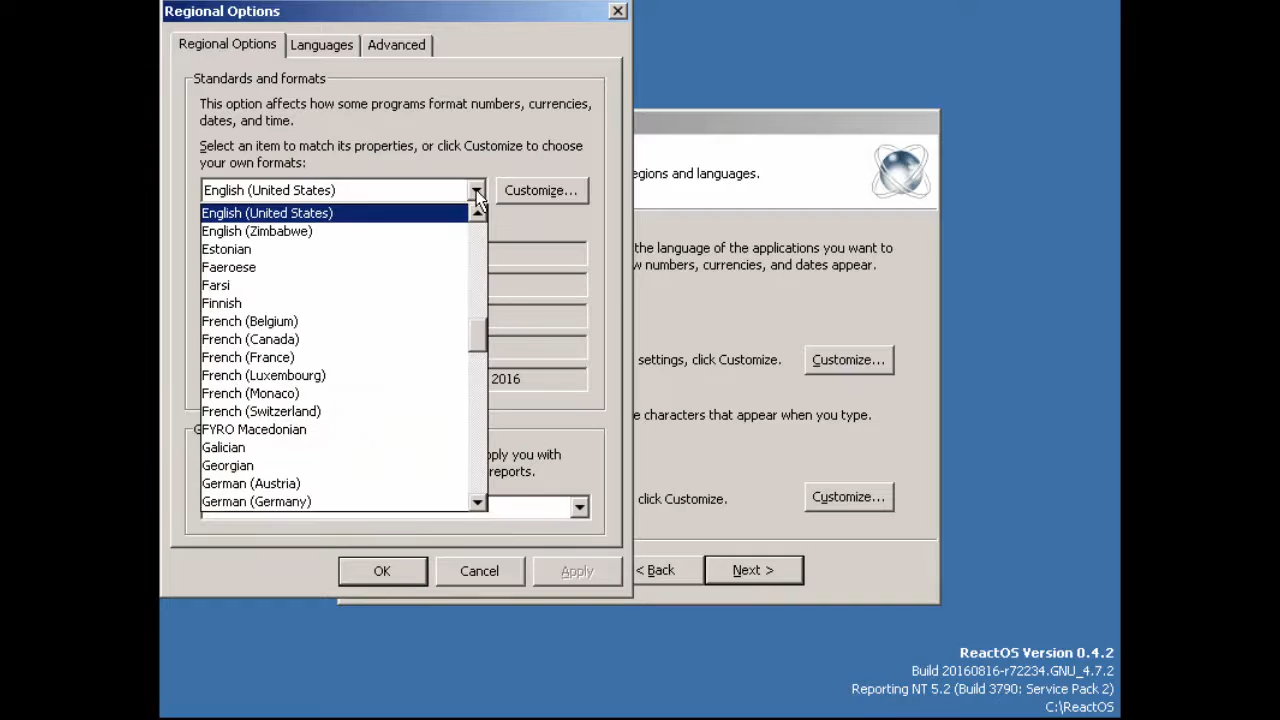 Regional Options
Regional Options Languages Advanced
Standards and formats
This option affects how some programs format numbers, currencies,
dates, and time.
Select an item to match its properties, or click Customize to choose
your own formats:
English (United States) Customize...
English (United States)
English (Zimbabwe)
Estonian
Faeroese
Farsi
Finnish
French (Belgium)
French (Canada)
French (France)
French (Luxembourg)
French (Monaco)
French (Switzerland)
FYRO Macedonian
Galician
Georgian
German (Austria)
German (Germany)
2016
pply you with
reports.
OK Cancel Apply
egions and languages.
the language of the applications you want to
w numbers, currencies, and dates appear.
settings, click Customize. Customize...
e characters that appear when you type.
click Customize. Customize...
< Back Next >
ReactOS Version 0.4.2
Build 20160816-r72234.GNU_4.7.2
Reporting NT 5.2 (Build 3790: Service Pack 2)
C:\ReactOS